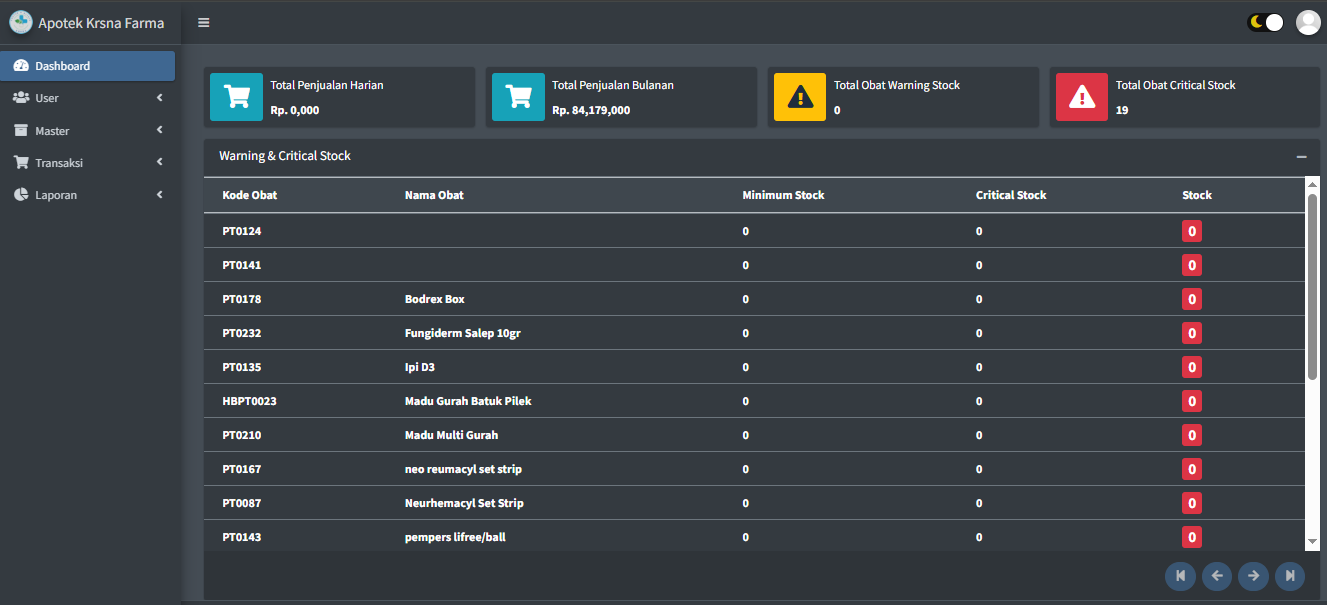 Apotek Krsna Farma
Dashboard
User
Master
Transaksi
Laporan
Total Penjualan Harian
Rp. 0,000
Total Penjualan Bulanan
Rp. 84,179,000
Total Obat Warning Stock
0
Total Obat Critical Stock
19
Warning & Critical Stock
Kode Obat Nama Obat Minimum Stock Critical Stock Stock
PT0124 0 0 0
PT0141 0 0 0
PT0178 Bodrex Box 0 0 0
PT0232 Fungiderm Salep 10gr 0 0 0
PT0135 Ipi D3 0 0 0
HBPT0023 Madu Gurah Batuk Pilek 0 0 0
PT0210 Madu Multi Gurah 0 0 0
PT0167 neo reumacyl set strip 0 0 0
PT0087 Neurhemacyl Set Strip 0 0 0
PT0143 pempers lifree/ball 0 0 0